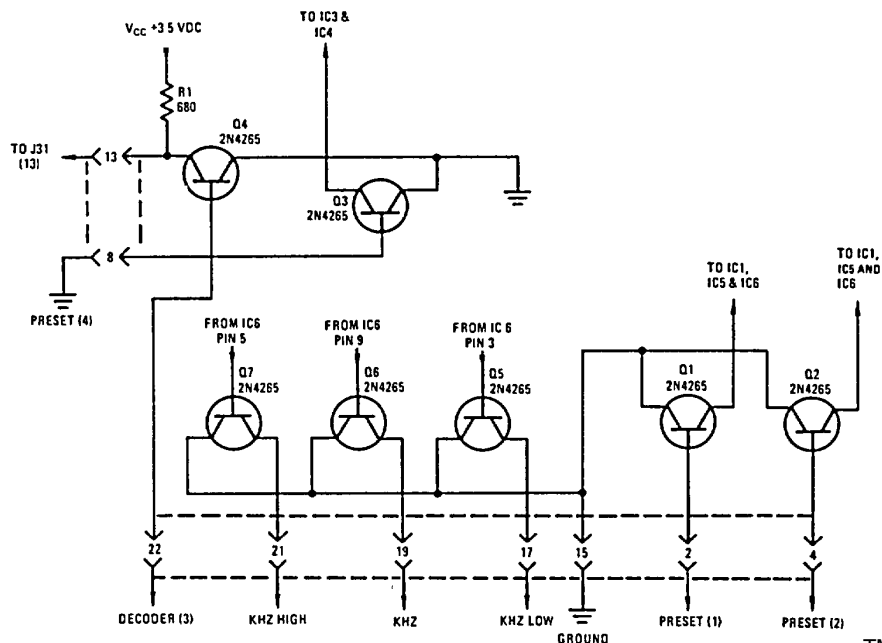 VCC +3 5 VDC
TO IC3 &
IC4
R1
680
Q4
2N4265
TO J31
(13)
13
Q3
2N4265
8
PRESET (4)
TO IC1,
IC5 & IC6
TO IC1,
IC5 AND
IC6
FROM IC6
PIN 5
FROM IC6
PIN 9
FROM IC 6
PIN 3
Q7
2N4265
Q6
2N4265
Q5
2N4265
Q1
2N4265
Q2
2N4265
22
21
19
17
15
2
4
DECODER (3)
KHZ HIGH
KHZ
KHZ LOW
GROUND
PRESET (1)
PRESET (2)